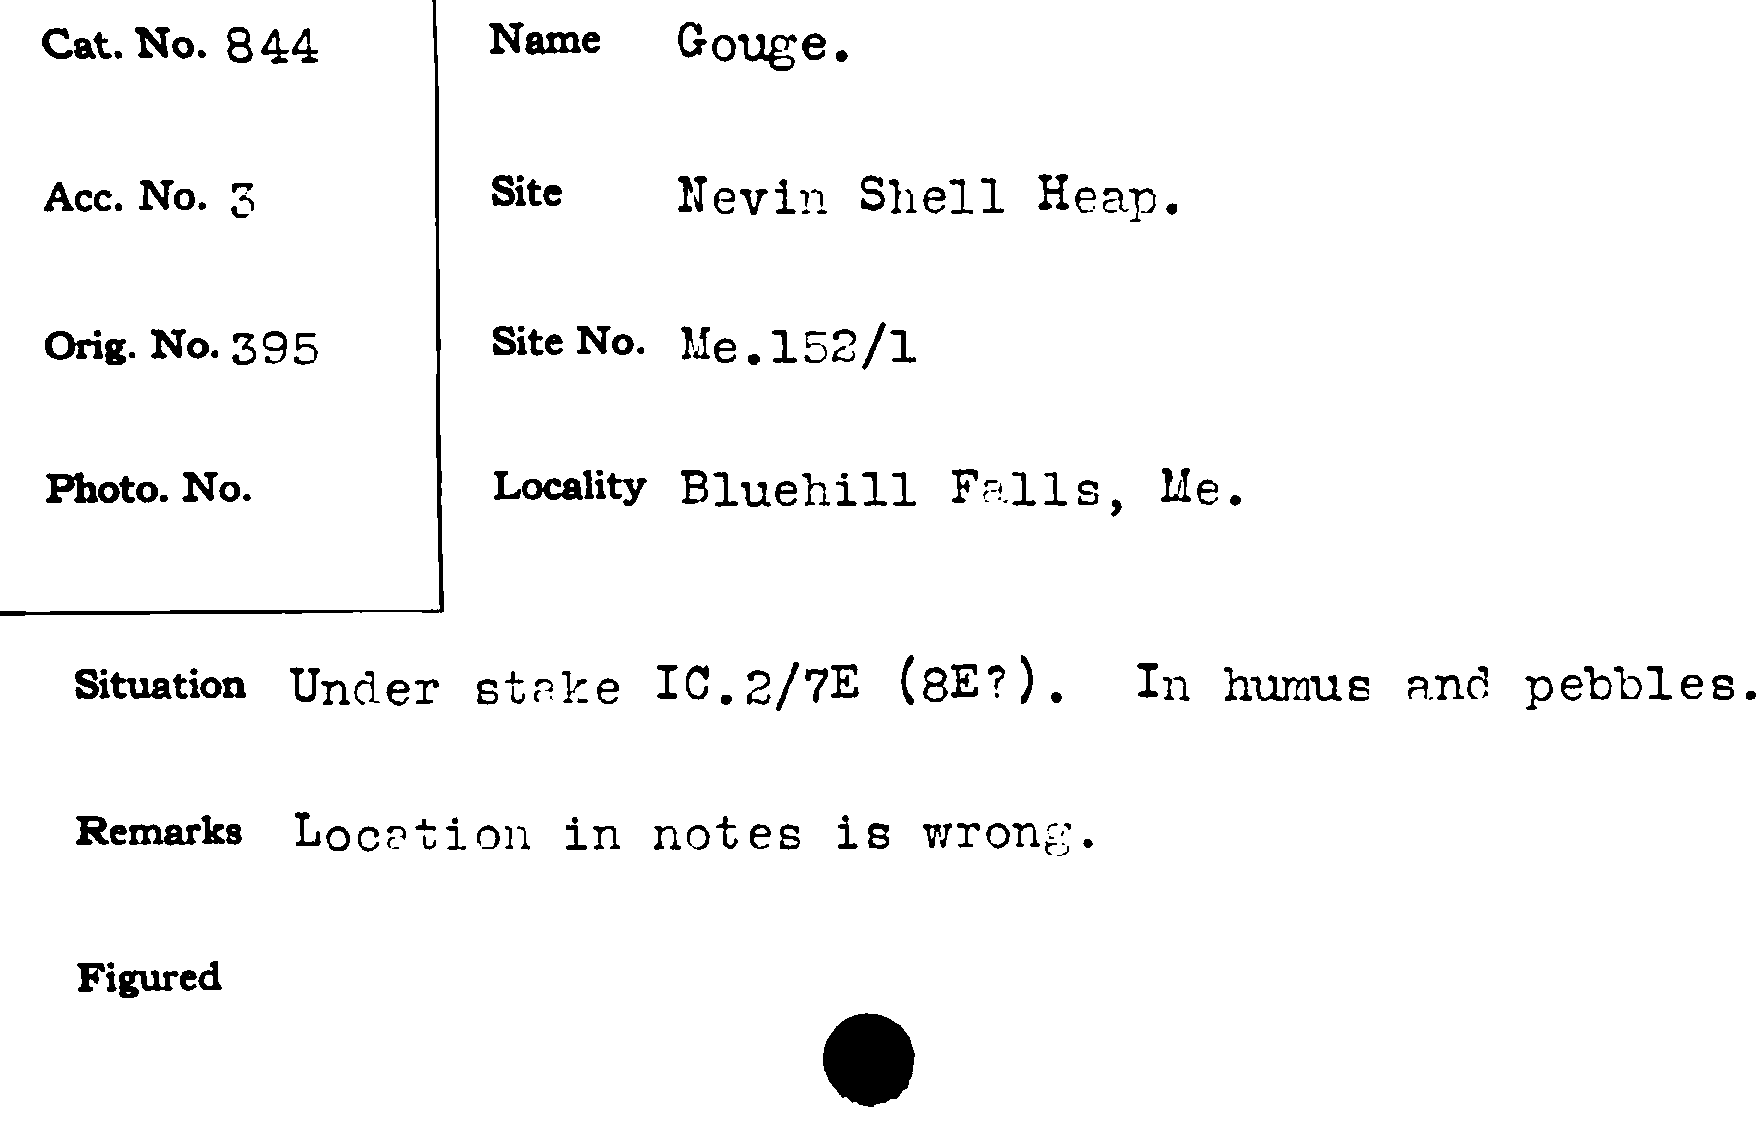 Cat. No. 844
Name Gouge.
Acc. No. 3
Site Nevin Shell Heap.
Orig. No. 395
Site No. Me.152/1
Photo. No.
Locality Bluehill Falls, Me.
Situation Under stake IC.2/7E (8E?). In humus and pebbles.
Remarks Location in notes is wrong.
Figured